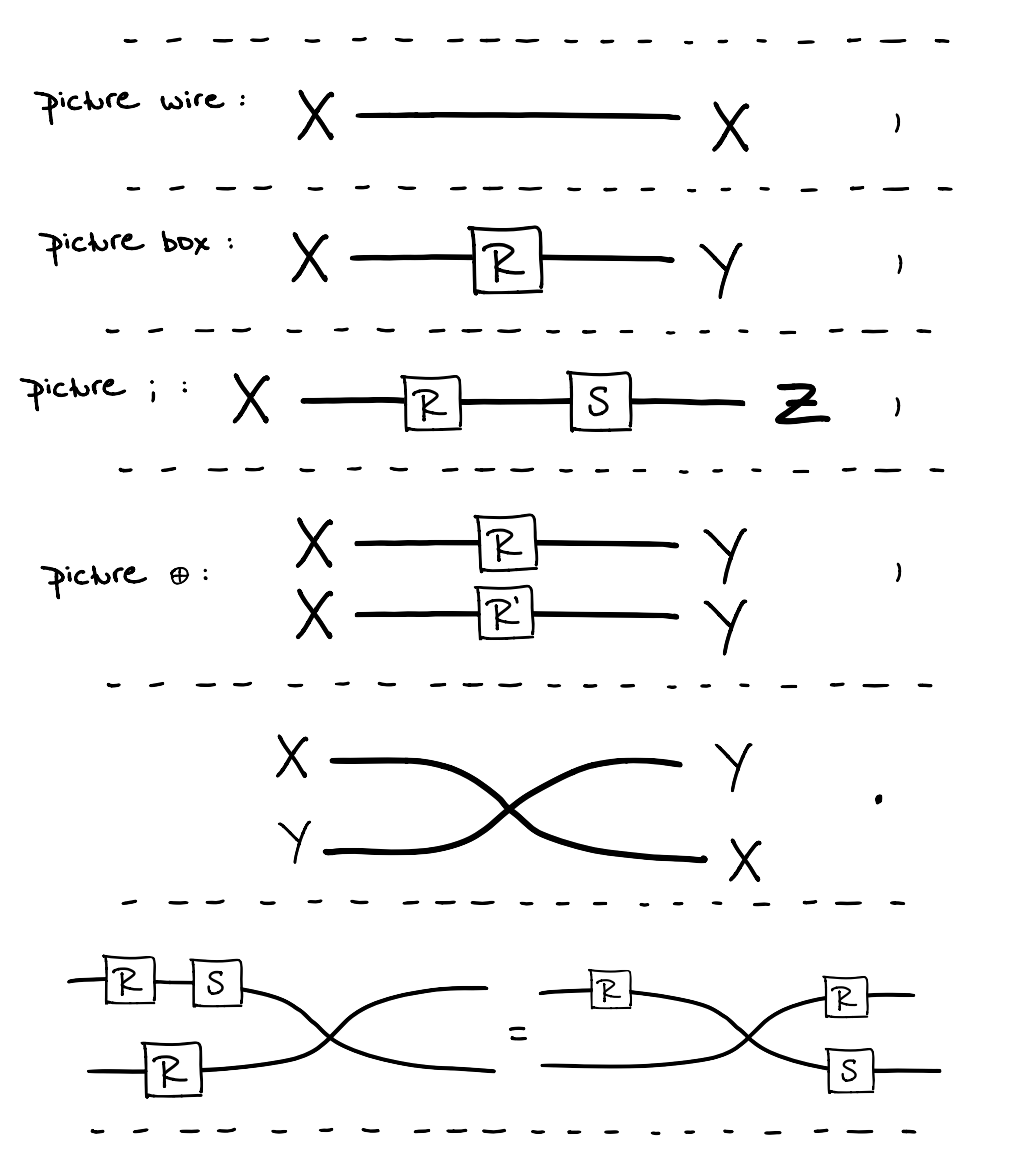 picture wire : X X ,
picture box : X R Y ,
picture ; : X R S Z ,
X R Y
picture ⊕ : ,
X R' Y
X Y
.
Y X
R S R R
=
R S